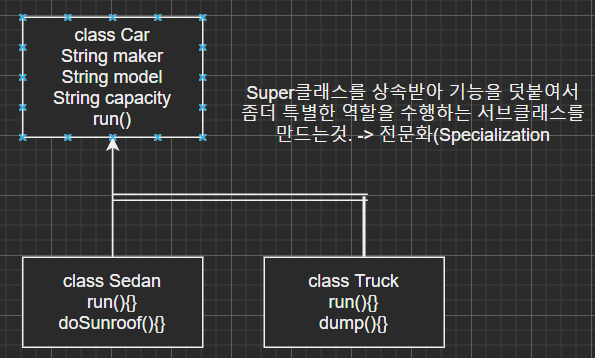 class Car
String maker
String model
String capacity
run()
Super클래스를 상속받아 기능을 덧붙여서
좀더 특별한 역할을 수행하는 서브클래스를
만드는것. -> 전문화(Specialization
class Sedan
run(){}
doSunroof(){}
class Truck
run(){}
dump(){}